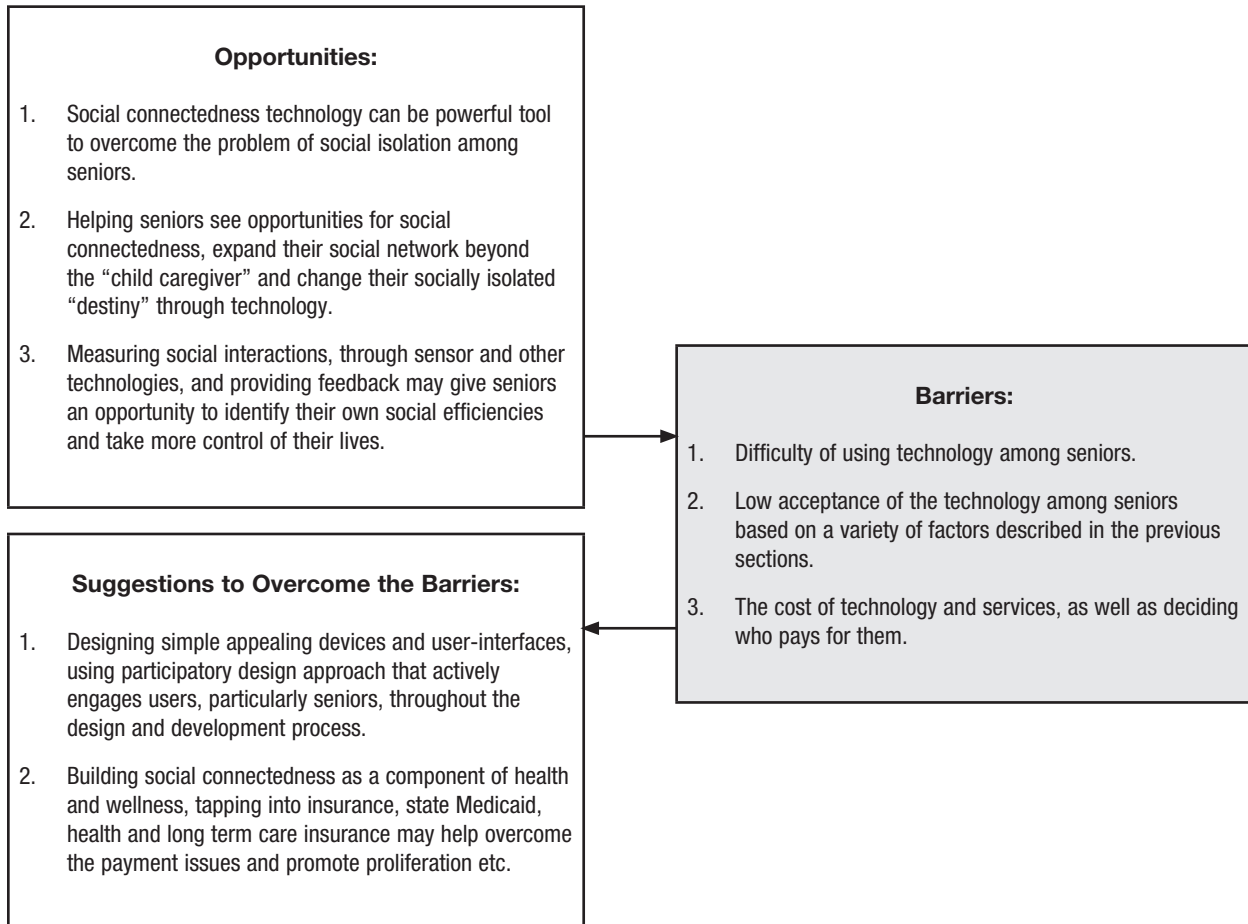 Opportunities:
1. Social connectedness technology can be powerful tool
to overcome the problem of social isolation among
seniors.
2. Helping seniors see opportunities for social
connectedness, expand their social network beyond
the “child caregiver” and change their socially isolated
“destiny” through technology.
3. Measuring social interactions, through sensor and other
technologies, and providing feedback may give seniors
an opportunity to identify their own social efficiencies
and take more control of their lives.
Barriers:
1. Difficulty of using technology among seniors.
2. Low acceptance of the technology among seniors
based on a variety of factors described in the previous
sections.
3. The cost of technology and services, as well as deciding
who pays for them.
Suggestions to Overcome the Barriers:
1. Designing simple appealing devices and user-interfaces,
using participatory design approach that actively
engages users, particularly seniors, throughout the
design and development process.
2. Building social connectedness as a component of health
and wellness, tapping into insurance, state Medicaid,
health and long term care insurance may help overcome
the payment issues and promote proliferation etc.